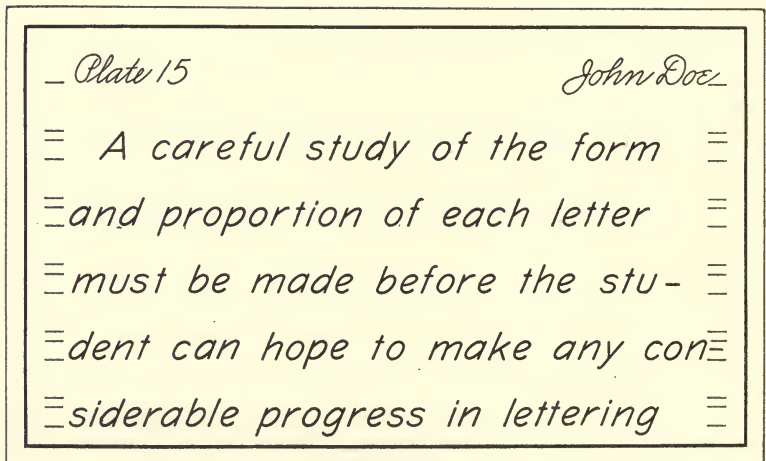 Plate 15 John Doe
A careful study of the form
and proportion of each letter
must be made before the stu-
dent can hope to make any con
siderable progress in lettering